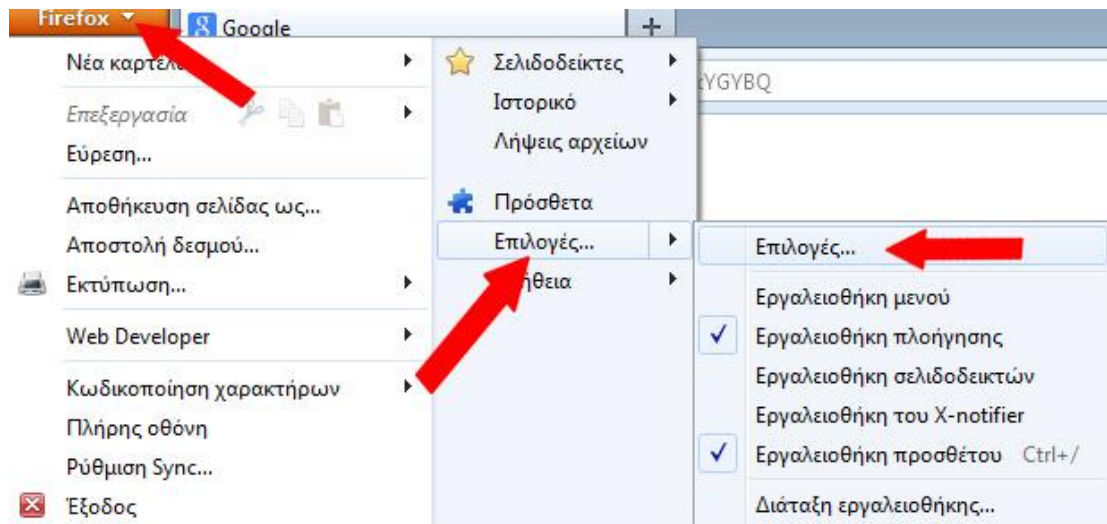 Firefox
Google
Νέα καρτέλα
Επεξεργασία
Εύρεση...
Αποθήκευση σελίδας ως...
Αποστολή δεσμού...
Εκτύπωση...
Web Developer
Κωδικοποίηση χαρακτήρων
Πλήρης οθόνη
Ρύθμιση Sync...
Έξοδος
Σελιδοδείκτες
Ιστορικό
Λήψεις αρχείων
Πρόσθετα
Επιλογές...
YGYBQ
Επιλογές...
Εργαλειοθήκη μενού
Εργαλειοθήκη πλοήγησης
Εργαλειοθήκη σελιδοδεικτών
Εργαλειοθήκη του X-notifier
Εργαλειοθήκη προσθέτου Ctrl+/
Διάταξη εργαλειοθήκης...